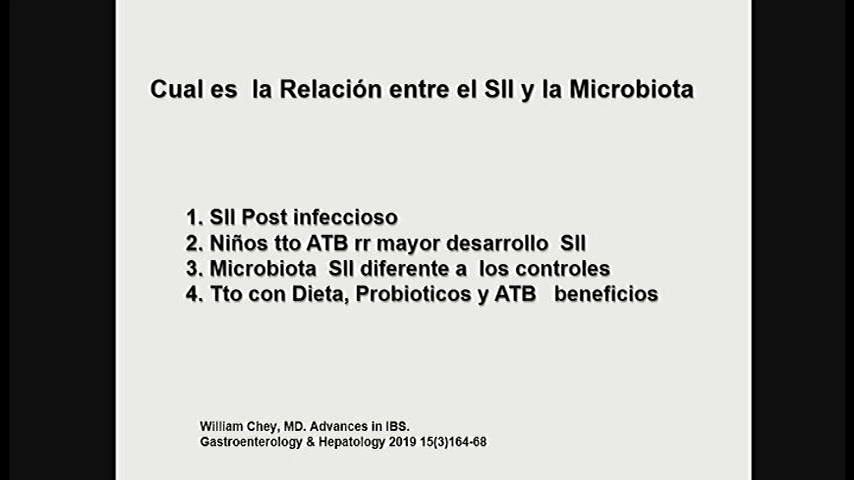 Cual es la Relación entre el SII y la Microbiota
1. SII Post infeccioso
2. Niños tto ATB rr mayor desarrollo SII
3. Microbiota SII diferente a los controles
4. Tto con Dieta, Probioticos y ATB beneficios
William Chey, MD. Advances in IBS.
Gastroenterology & Hepatology 2019 15(3)164-68